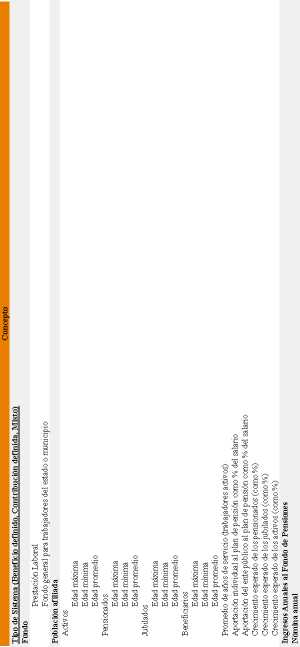 Concepto
Tipo de Sistema (Beneficio definido, Contribución definida, Mixto)
Fondo
Prestación Laboral
Fondo general para trabajadores del estado o municipio
Población afiliada
Activos
Edad máxima
Edad mínima
Edad promedio
Pensionados
Edad máxima
Edad mínima
Edad promedio
Jubilados
Edad máxima
Edad mínima
Edad promedio
Beneficiarios
Edad máxima
Edad mínima
Edad promedio
Promedio de años de servicio (trabajadores activos)
Aportación individual al plan de pensión como % del salario
Aportación del ente público al plan de pensión como % del salario
Crecimiento esperado de los pensionados (como %)
Crecimiento esperado de los jubilados (como %)
Crecimiento esperado de los activos (como %)
Ingresos Anuales al Fondo de Pensiones
Nómina anual